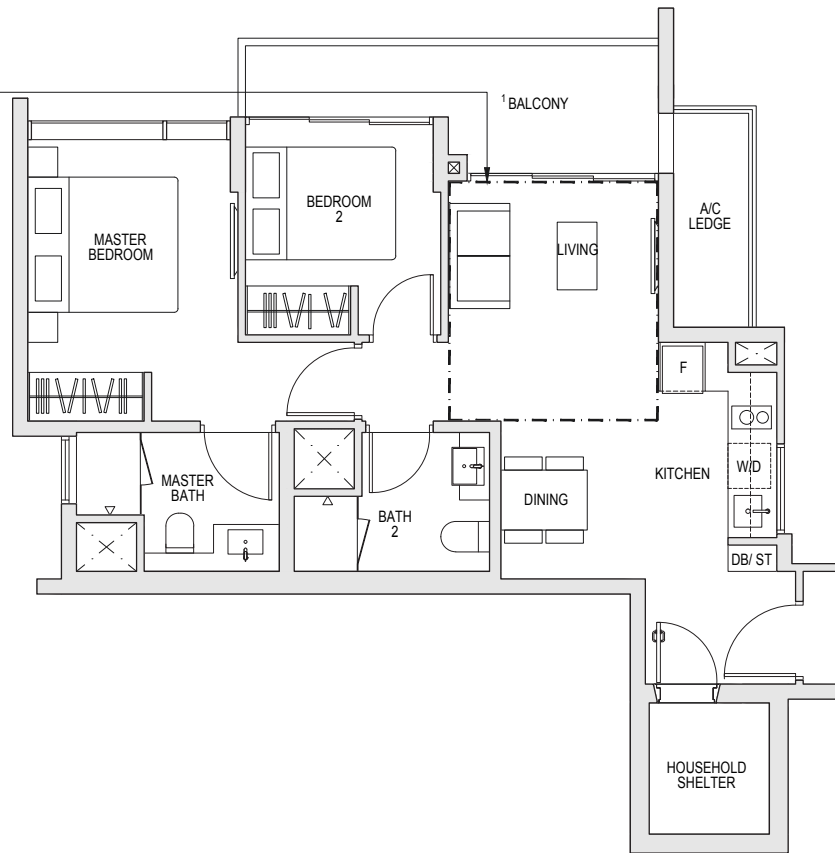 ¹ BALCONY
BEDROOM
2
A/C
LEDGE
MASTER
BEDROOM
LIVING
F
KITCHEN
W/D
MASTER
BATH
DINING
BATH
2
DB/ ST
HOUSEHOLD
SHELTER